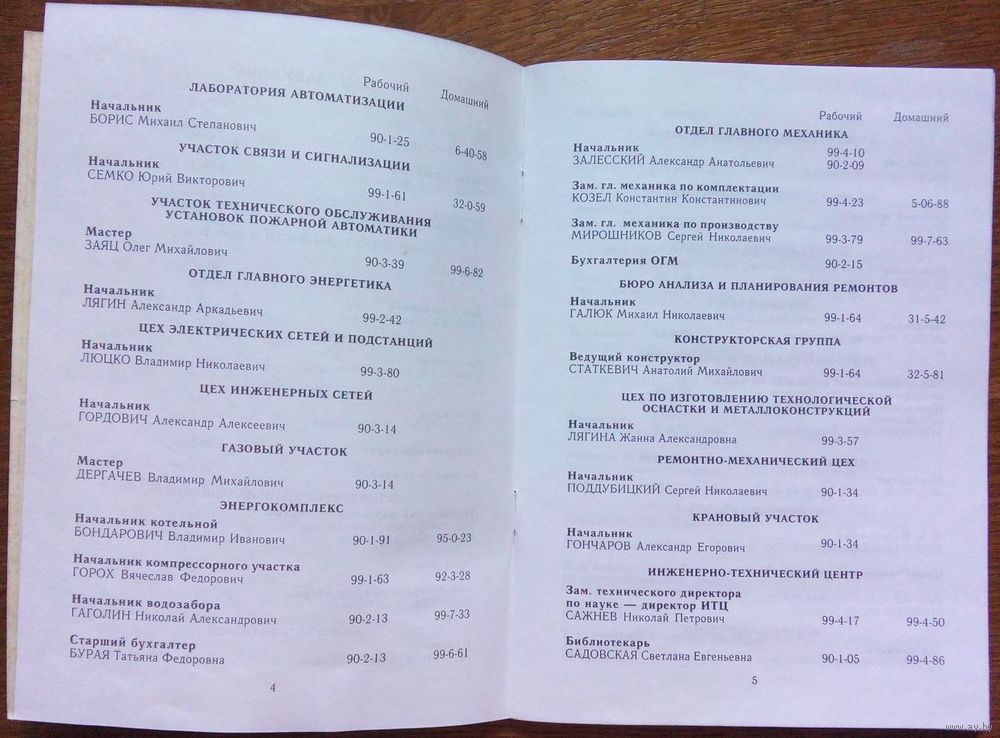 Рабочий Домашний
ЛАБОРАТОРИЯ АВТОМАТИЗАЦИИ
Начальник
БОРИС Михаил Степанович 90-1-25 6-40-58
УЧАСТОК СВЯЗИ И СИГНАЛИЗАЦИИ
Начальник
СЕМКО Юрий Викторович 99-1-61 32-0-59
УЧАСТОК ТЕХНИЧЕСКОГО ОБСЛУЖИВАНИЯ
УСТАНОВОК ПОЖАРНОЙ АВТОМАТИКИ
Мастер
ЗАЯЦ Олег Михайлович 90-3-39 99-6-82
ОТДЕЛ ГЛАВНОГО ЭНЕРГЕТИКА
Начальник
ЛЯГИН Александр Аркадьевич 99-2-42
ЦЕХ ЭЛЕКТРИЧЕСКИХ СЕТЕЙ И ПОДСТАНЦИЙ
Начальник
ЛЮЦКО Владимир Николаевич 99-3-80
ЦЕХ ИНЖЕНЕРНЫХ СЕТЕЙ
Начальник
ГОРДОВИЧ Александр Алексеевич 90-3-14
ГАЗОВЫЙ УЧАСТОК
Мастер
ДЕРГАЧЕВ Владимир Михайлович 90-3-14
ЭНЕРГОКОМПЛЕКС
Начальник котельной
БОНДАРОВИЧ Владимир Иванович 90-1-91 95-0-23
Начальник компрессорного участка
ГОРОХ Вячеслав Федорович 99-1-63 92-3-28
Начальник водозабора
ГАГОЛИН Николай Александрович 90-2-13 99-7-33
Старший бухгалтер
БУРАЯ Татьяна Федоровна 90-2-13 99-6-61
4
Рабочий Домашний
ОТДЕЛ ГЛАВНОГО МЕХАНИКА
Начальник 99-4-10
ЗАЛЕССКИЙ Александр Анатольевич 90-2-09
Зам. гл. механика по комплектации
КОЗЕЛ Константин Константинович 99-4-23 5-06-88
Зам. гл. механика по производству
МИРОШНИКОВ Сергей Николаевич 99-3-79 99-7-63
Бухгалтерия ОГМ 90-2-15
БЮРО АНАЛИЗА И ПЛАНИРОВАНИЯ РЕМОНТОВ
Начальник
ГАЛЮК Михаил Николаевич 99-1-64 31-5-42
КОНСТРУКТОРСКАЯ ГРУППА
Ведущий конструктор
СТАТКЕВИЧ Анатолий Михайлович 99-1-64 32-5-81
ЦЕХ ПО ИЗГОТОВЛЕНИЮ ТЕХНОЛОГИЧЕСКОЙ
ОСНАСТКИ И МЕТАЛЛОКОНСТРУКЦИЙ
Начальник
ЛЯГИНА Жанна Александровна 99-3-57
РЕМОНТНО-МЕХАНИЧЕСКИЙ ЦЕХ
Начальник
ПОДДУБИЦКИЙ Сергей Николаевич 90-1-34
КРАНОВЫЙ УЧАСТОК
Начальник
ГОНЧАРОВ Александр Егорович 90-1-34
ИНЖЕНЕРНО-ТЕХНИЧЕСКИЙ ЦЕНТР
Зам. технического директора
по науке — директор ИТЦ
САЖНЕВ Николай Петрович 99-4-17 99-4-50
Библиотекарь
САДОВСКАЯ Светлана Евгеньевна 90-1-05 99-4-86
5
www.ay.by